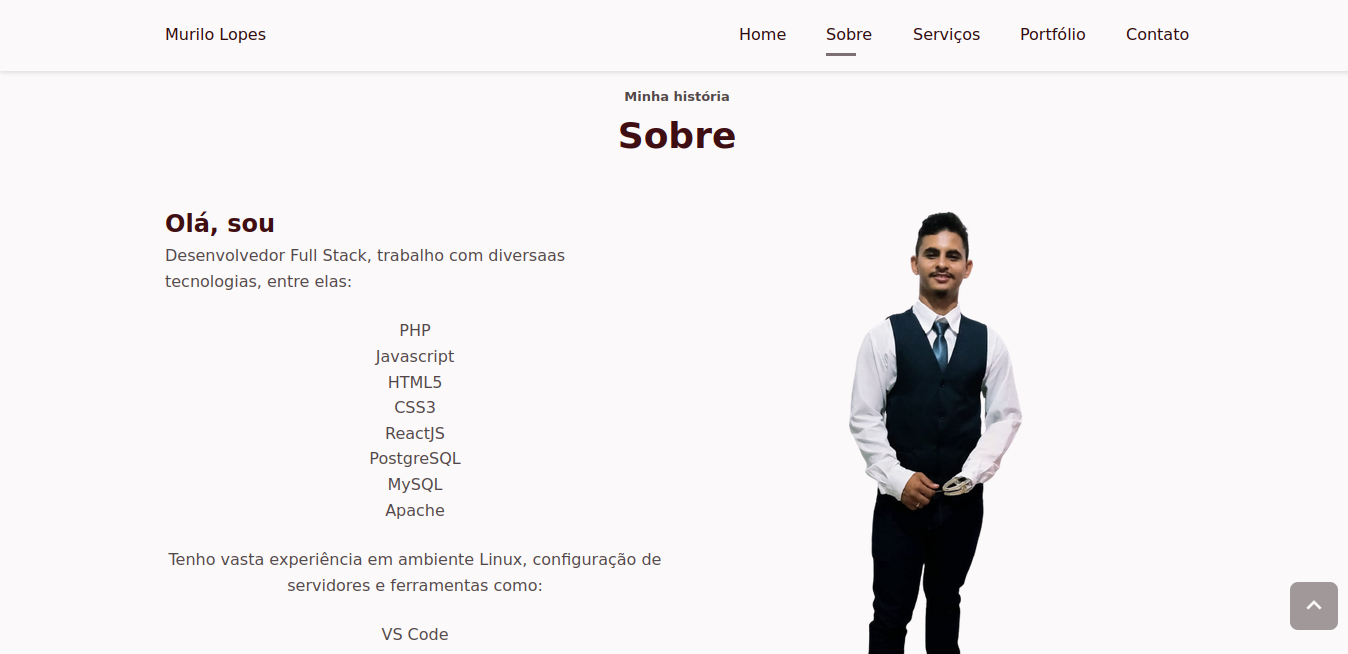 Murilo Lopes
Home
Sobre
Serviços
Portfólio
Contato
Minha história
Sobre
Olá, sou
Desenvolvedor Full Stack, trabalho com diversaas
tecnologias, entre elas:
PHP
Javascript
HTML5
CSS3
ReactJS
PostgreSQL
MySQL
Apache
Tenho vasta experiência em ambiente Linux, configuração de
servidores e ferramentas como:
VS Code